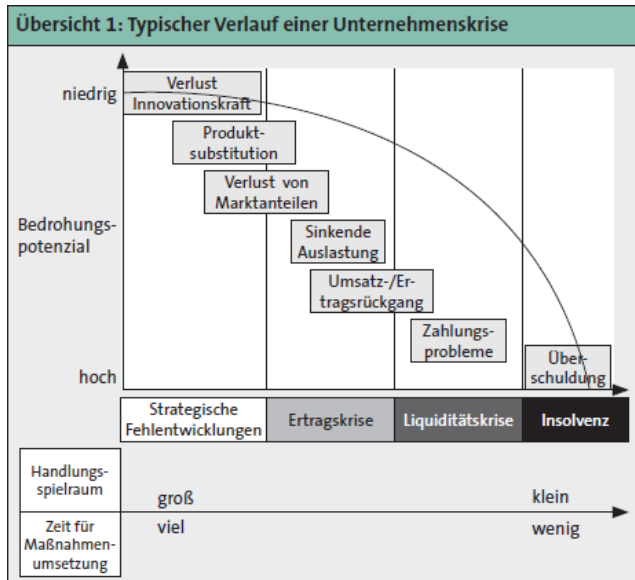 Übersicht 1: Typischer Verlauf einer Unternehmenskrise
niedrig
Verlust
Innovationskraft
Produkt-
substitution
Verlust von
Marktanteilen
Bedrohungs-
potenzial
Sinkende
Auslastung
Umsatz-/Er-
tragsrückgang
Zahlungs-
probleme
Über-
schuldung
hoch
Strategische
Fehlentwicklungen
Ertragskrise
Liquiditätskrise
Insolvenz
Handlungs-
spielraum
groß
klein
Zeit für
Maßnahmen-
umsetzung
viel
wenig